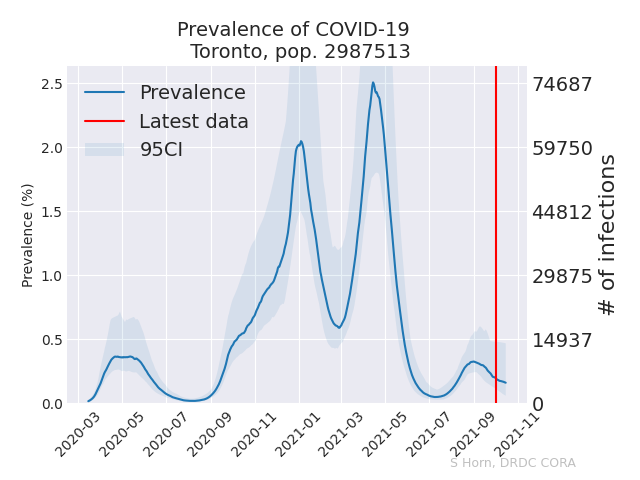 Prevalence of COVID-19
Toronto, pop. 2987513
Prevalence
Latest data
95CI
Prevalence (%)
2.5
2.0
1.5
1.0
0.5
0.0
74687
59750
44812
29875
14937
0
# of infections
2020-03
2020-05
2020-07
2020-09
2020-11
2021-01
2021-03
2021-05
2021-07
2021-09
2021-11
S Horn, DRDC CORA